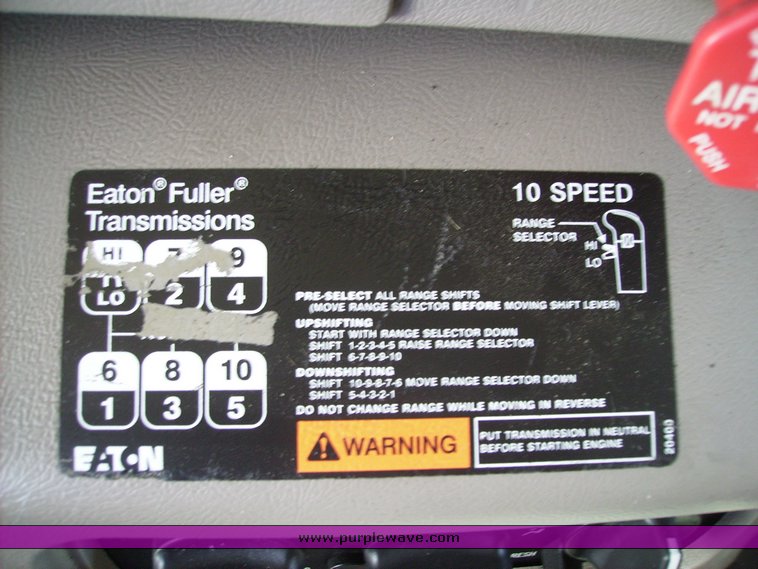 Eaton® Fuller®
Transmissions
10 SPEED
RANGE
SELECTOR
HI
LO
HI 7 9
LO 2 4
6 8 10
1 3 5
PRE-SELECT ALL RANGE SHIFTS
(MOVE RANGE SELECTOR BEFORE MOVING SHIFT LEVER)
UPSHIFTING
START WITH RANGE SELECTOR DOWN
SHIFT 1-2-3-4-5 RAISE RANGE SELECTOR
SHIFT 6-7-8-9-10
DOWNSHIFTING
SHIFT 10-9-8-7-6 MOVE RANGE SELECTOR DOWN
SHIFT 5-4-3-2-1
DO NOT CHANGE RANGE WHILE MOVING IN REVERSE
WARNING
PUT TRANSMISSION IN NEUTRAL
BEFORE STARTING ENGINE
20400
EATON
AIR
NOT
PUSH
www.purplewave.com